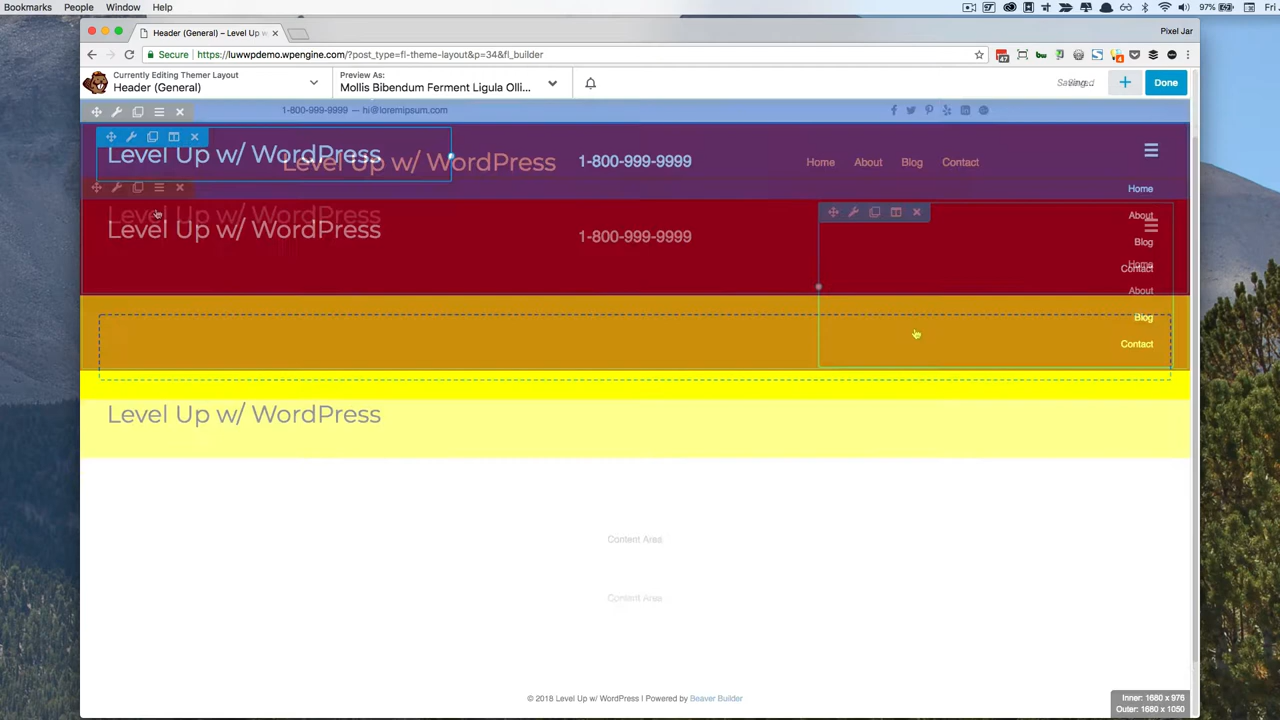 Bookmarks People Window Help
97% Fri
Header (General) – Level Up w
Pixel Jar
Secure https://luwwpdemo.wpengine.com/?post_type=fl-theme-layout&p=34&fl_builder
47
Currently Editing Themer Layout
Header (General)
Preview As:
Mollis Bibendum Ferment Ligula Olli...
Saving...
Done
1-800-999-9999 — hi@loremipsum.com
Level Up w/ WordPress
Level Up w/ WordPress
1-800-999-9999
Home About Blog Contact
Home
Level Up w/ WordPress
About
Level Up w/ WordPress
1-800-999-9999
Blog
Home
Contact
About
Blog
Contact
Level Up w/ WordPress
Content Area
Content Area
© 2018 Level Up w/ WordPress | Powered by Beaver Builder
Inner: 1680 x 976
Outer: 1680 x 1050